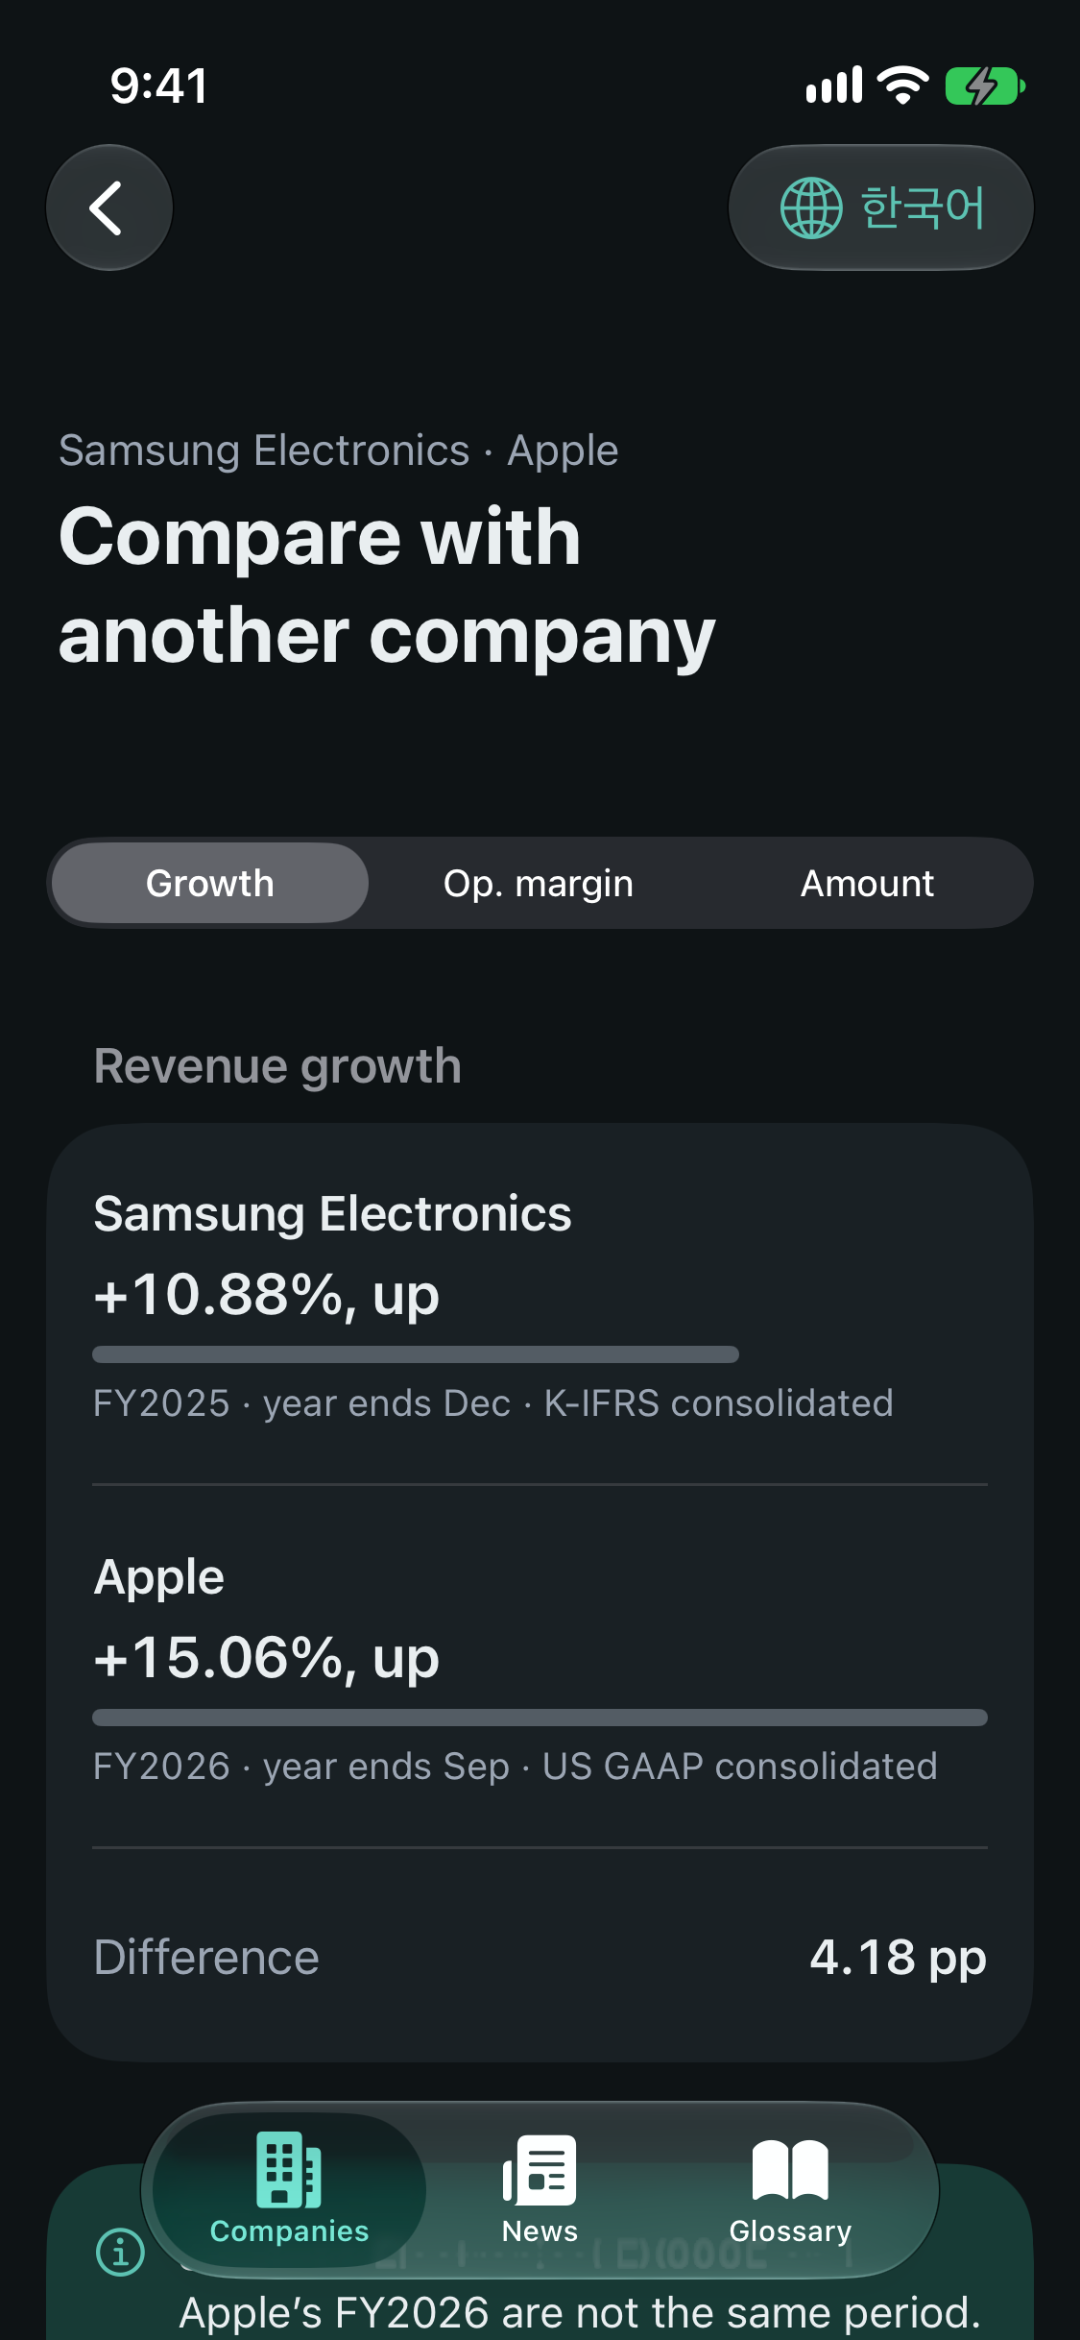 9:41
한국어
Samsung Electronics · Apple
Compare with
another company
Growth
Op. margin
Amount
Revenue growth
Samsung Electronics
+10.88%, up
FY2025 · year ends Dec · K-IFRS consolidated
Apple
+15.06%, up
FY2026 · year ends Sep · US GAAP consolidated
Difference
4.18 pp
Companies
News
Glossary
Apple’s FY2026 are not the same period.